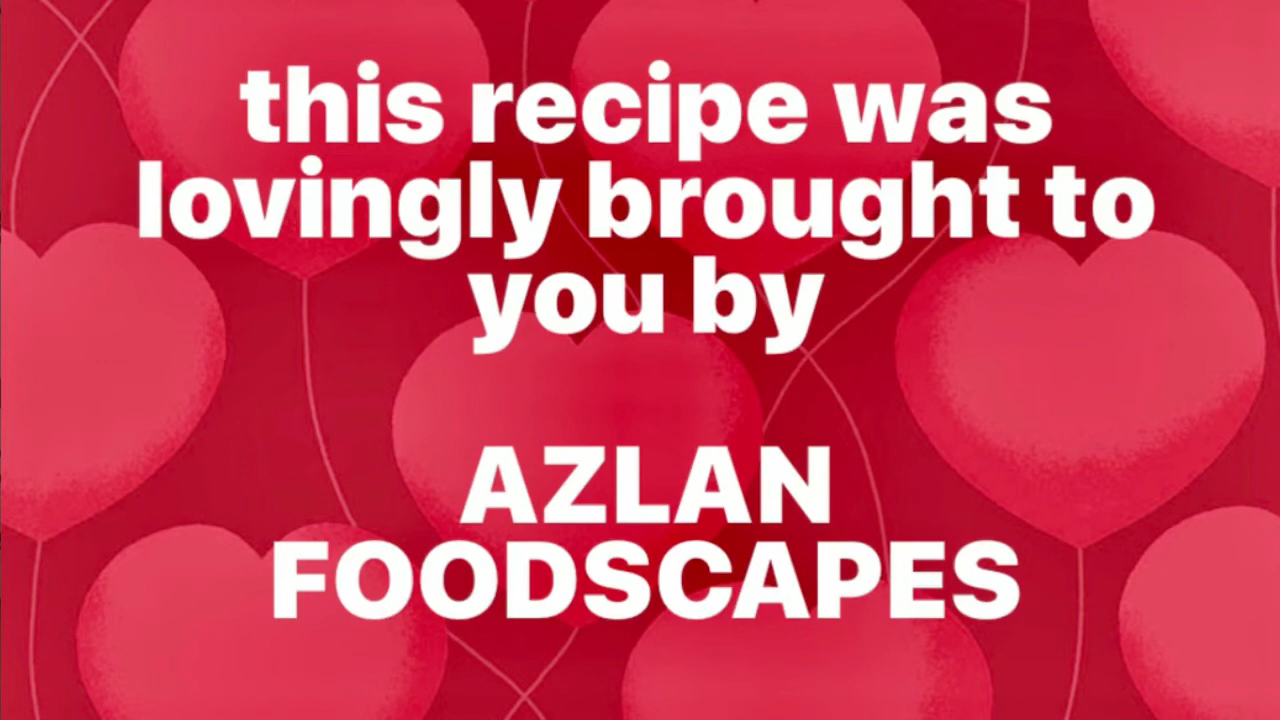 this recipe was
lovingly brought to
you by
AZLAN
FOODSCAPES